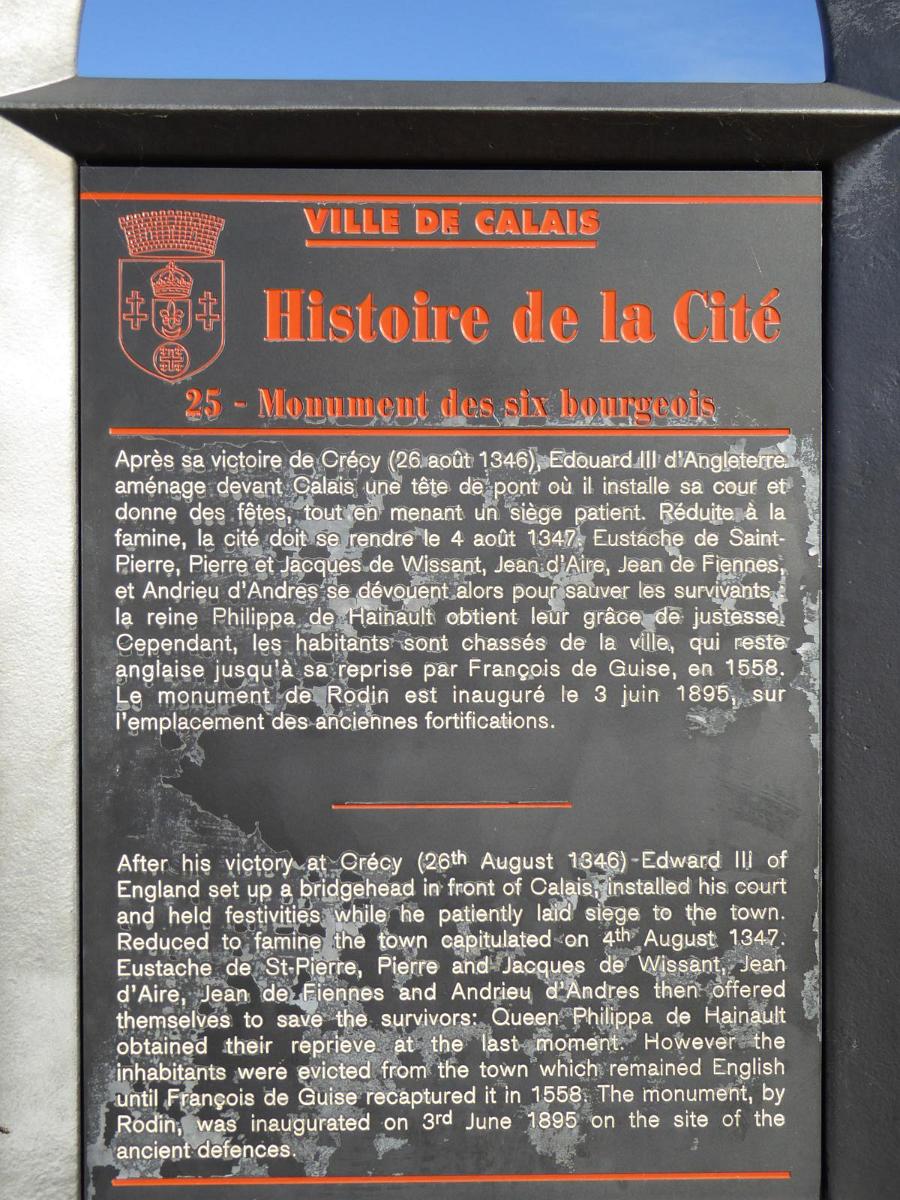 VILLE DE CALAIS
Histoire de la Cité
25 - Monument des six bourgeois
Après sa victoire de Crécy (26 août 1346), Edouard III d'Angleterre
aménage devant Calais une tête de pont où il installe sa cour et
donne des fêtes, tout en menant un siège patient. Réduite à la
famine, la cité doit se rendre le 4 août 1347. Eustache de Saint-
Pierre, Pierre et Jacques de Wissant, Jean d'Aire, Jean de Fiennes,
et Andrieu d'Andres se dévouent alors pour sauver les survivants :
la reine Philippa de Hainault obtient leur grâce de justesse.
Cependant, les habitants sont chassés de la ville, qui reste
anglaise jusqu'à sa reprise par François de Guise, en 1558.
Le monument de Rodin est inauguré le 3 juin 1895, sur
l'emplacement des anciennes fortifications.
After his victory at Crécy (26th August 1346) Edward III of
England set up a bridgehead in front of Calais, installed his court
and held festivities while he patiently laid siege to the town.
Reduced to famine the town capitulated on 4th August 1347.
Eustache de St-Pierre, Pierre and Jacques de Wissant, Jean
d'Aire, Jean de Fiennes and Andrieu d'Andres then offered
themselves to save the survivors: Queen Philippa de Hainault
obtained their reprieve at the last moment. However the
inhabitants were evicted from the town which remained English
until François de Guise recaptured it in 1558. The monument, by
Rodin, was inaugurated on 3rd June 1895 on the site of the
ancient defences.